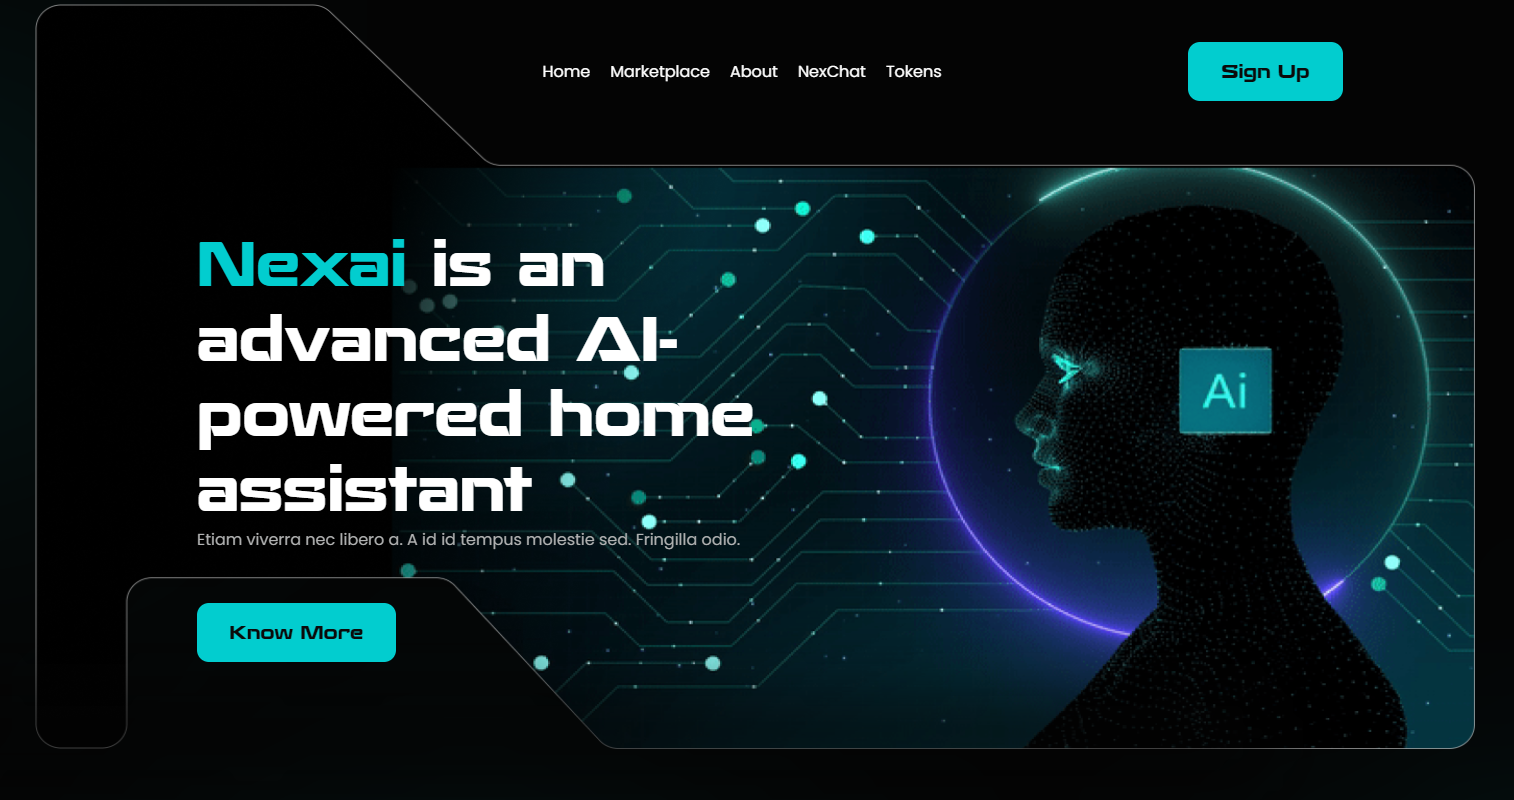 Home Marketplace About NexChat Tokens Sign Up
Nexai is an
advanced AI-
powered home
assistant
Etiam viverra nec libero a. A id id tempus molestie sed. Fringilla odio.
Know More
Ai